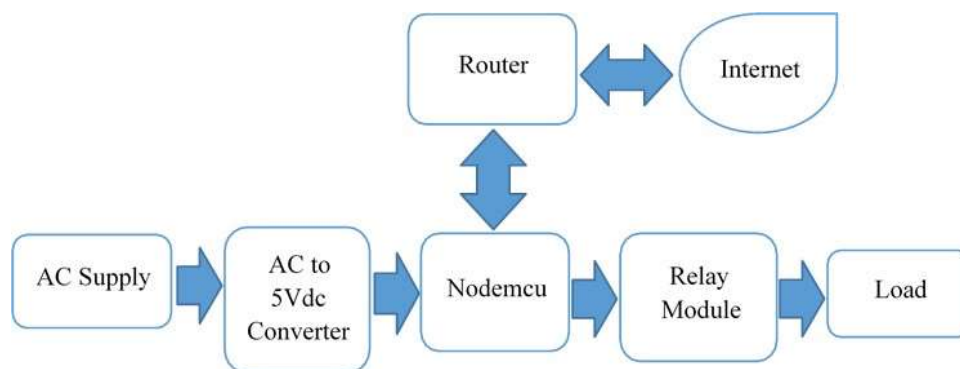 Router
Internet
AC Supply
AC to
5Vdc
Converter
Nodemcu
Relay
Module
Load